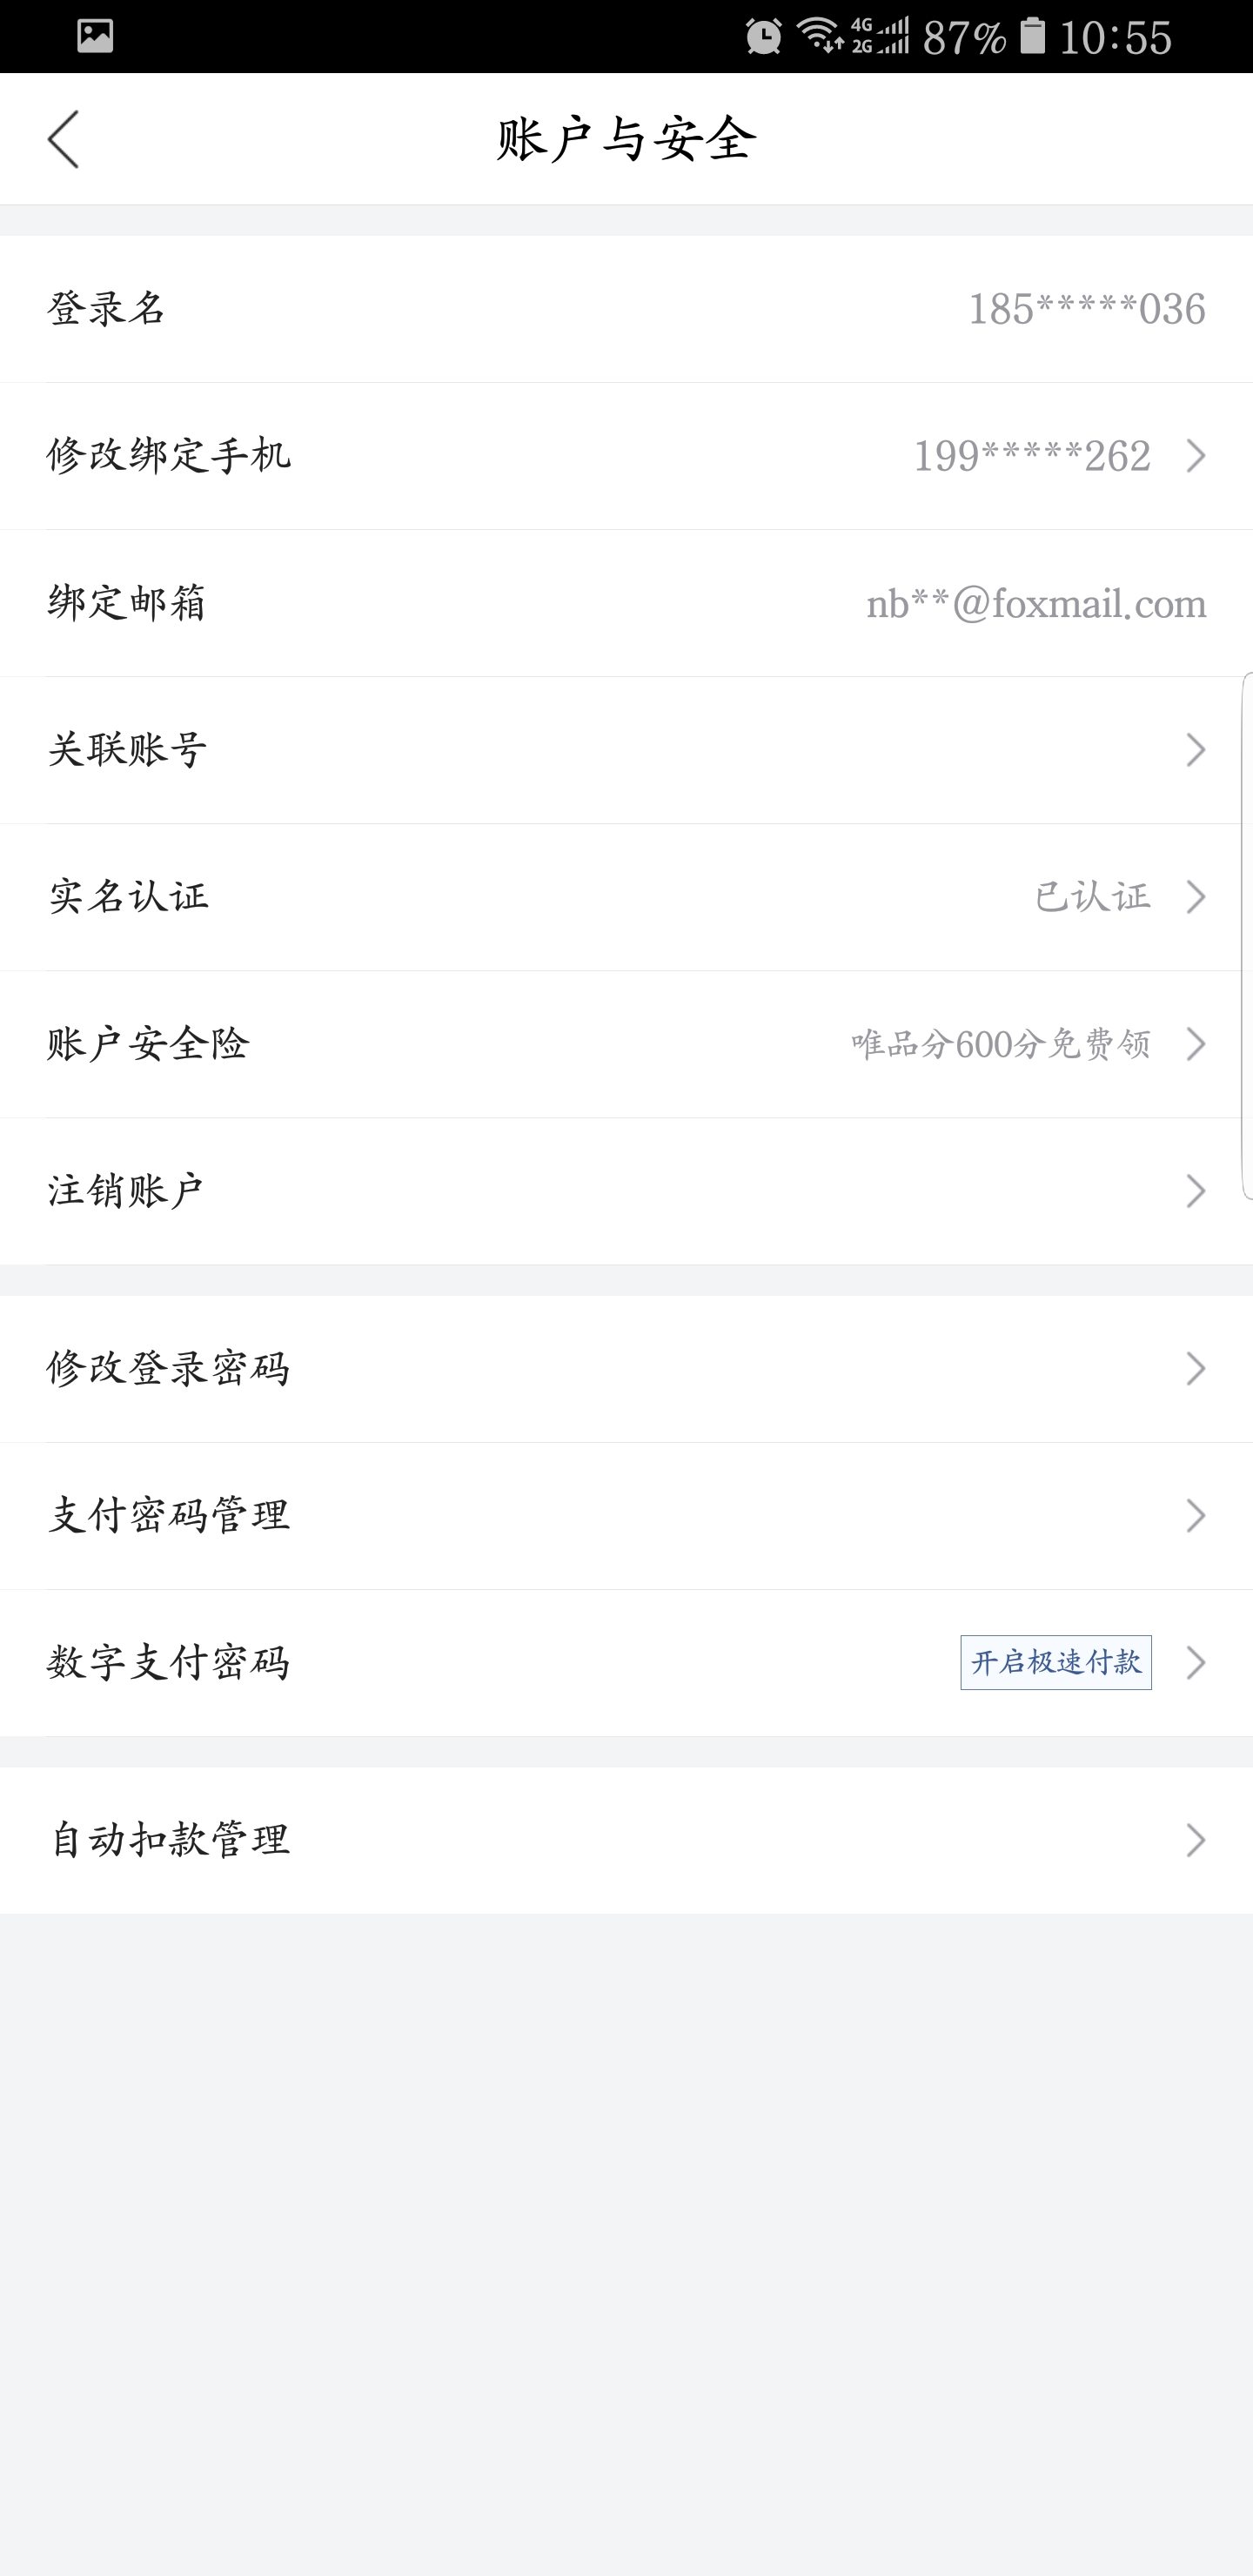 4G
2G
87% 10:55
账户与安全
登录名 185*****036
修改绑定手机 199*****262
绑定邮箱 nb**@foxmail.com
关联账号
实名认证 已认证
账户安全险 唯品分600分免费领
注销账户
修改登录密码
支付密码管理
数字支付密码 开启极速付款
自动扣款管理